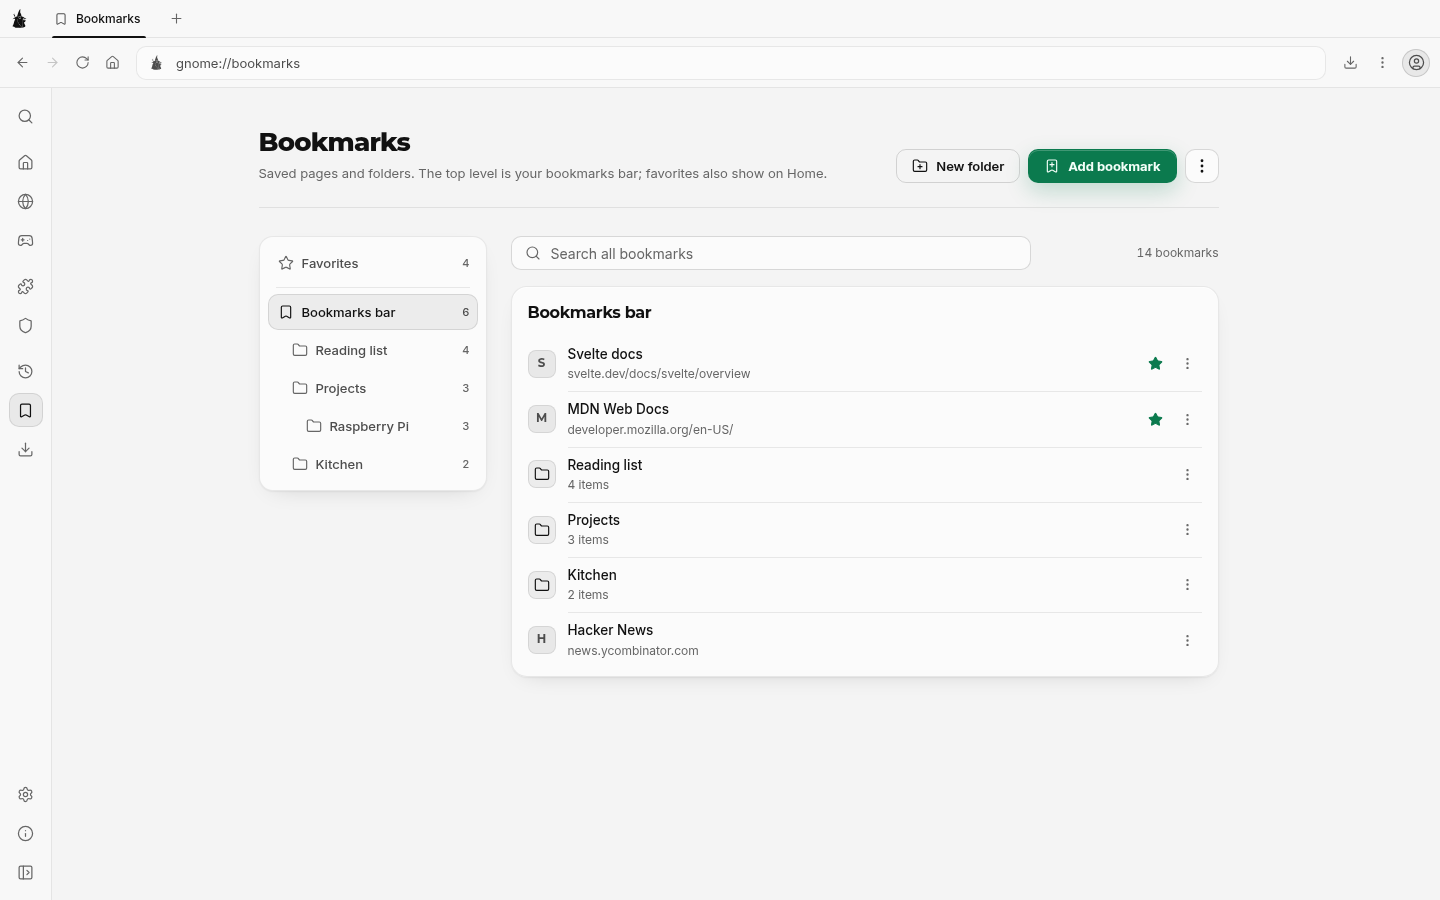 Bookmarks
gnome://bookmarks
Bookmarks
Saved pages and folders. The top level is your bookmarks bar; favorites also show on Home.
New folder
Add bookmark
Favorites 4
Bookmarks bar 6
Reading list 4
Projects 3
Raspberry Pi 3
Kitchen 2
Search all bookmarks
14 bookmarks
Bookmarks bar
S
Svelte docs
svelte.dev/docs/svelte/overview
M
MDN Web Docs
developer.mozilla.org/en-US/
Reading list
4 items
Projects
3 items
Kitchen
2 items
H
Hacker News
news.ycombinator.com